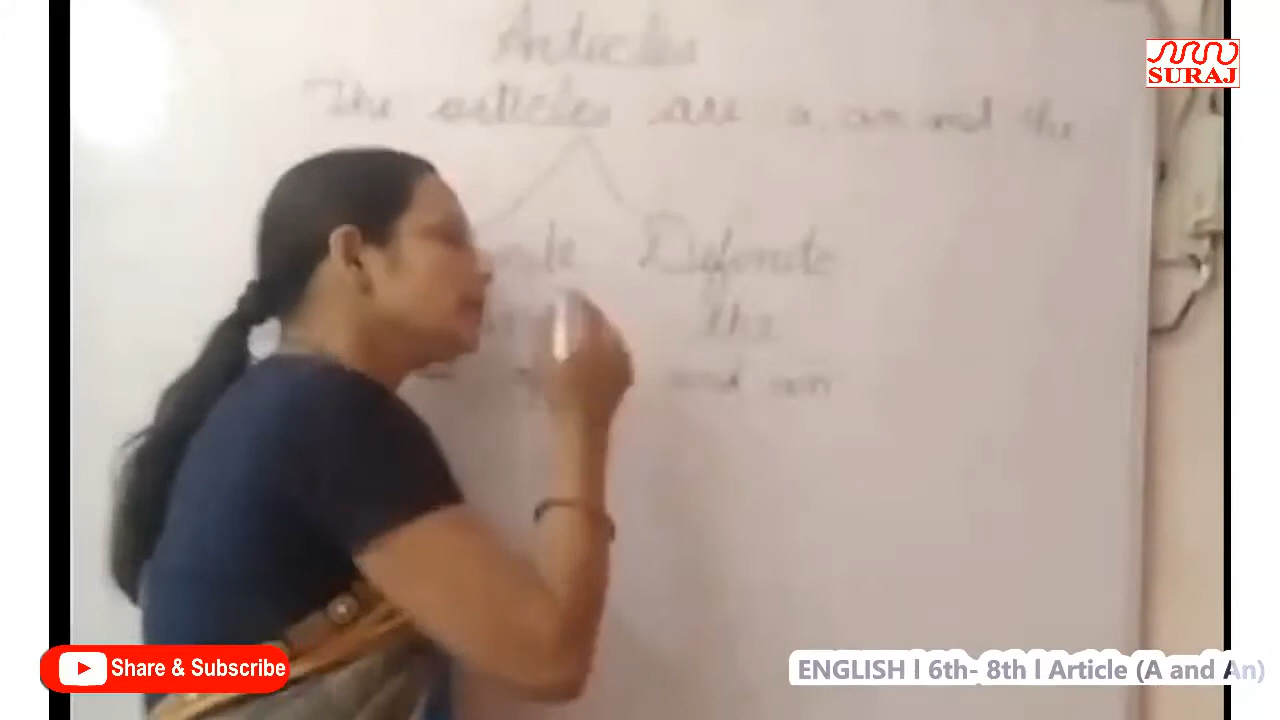 Articles
SURAJ
The articles are a, an and the
Definite
The
and an
Share & Subscribe
ENGLISH l 6th- 8th l Article (A and An)